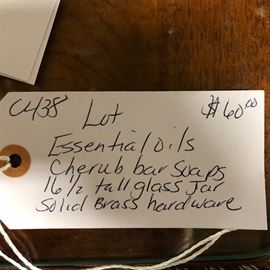 C438 Lot $60.00
Essential oils
Cherub bar soaps
16 1/2 tall glass jar
Solid Brass hardware